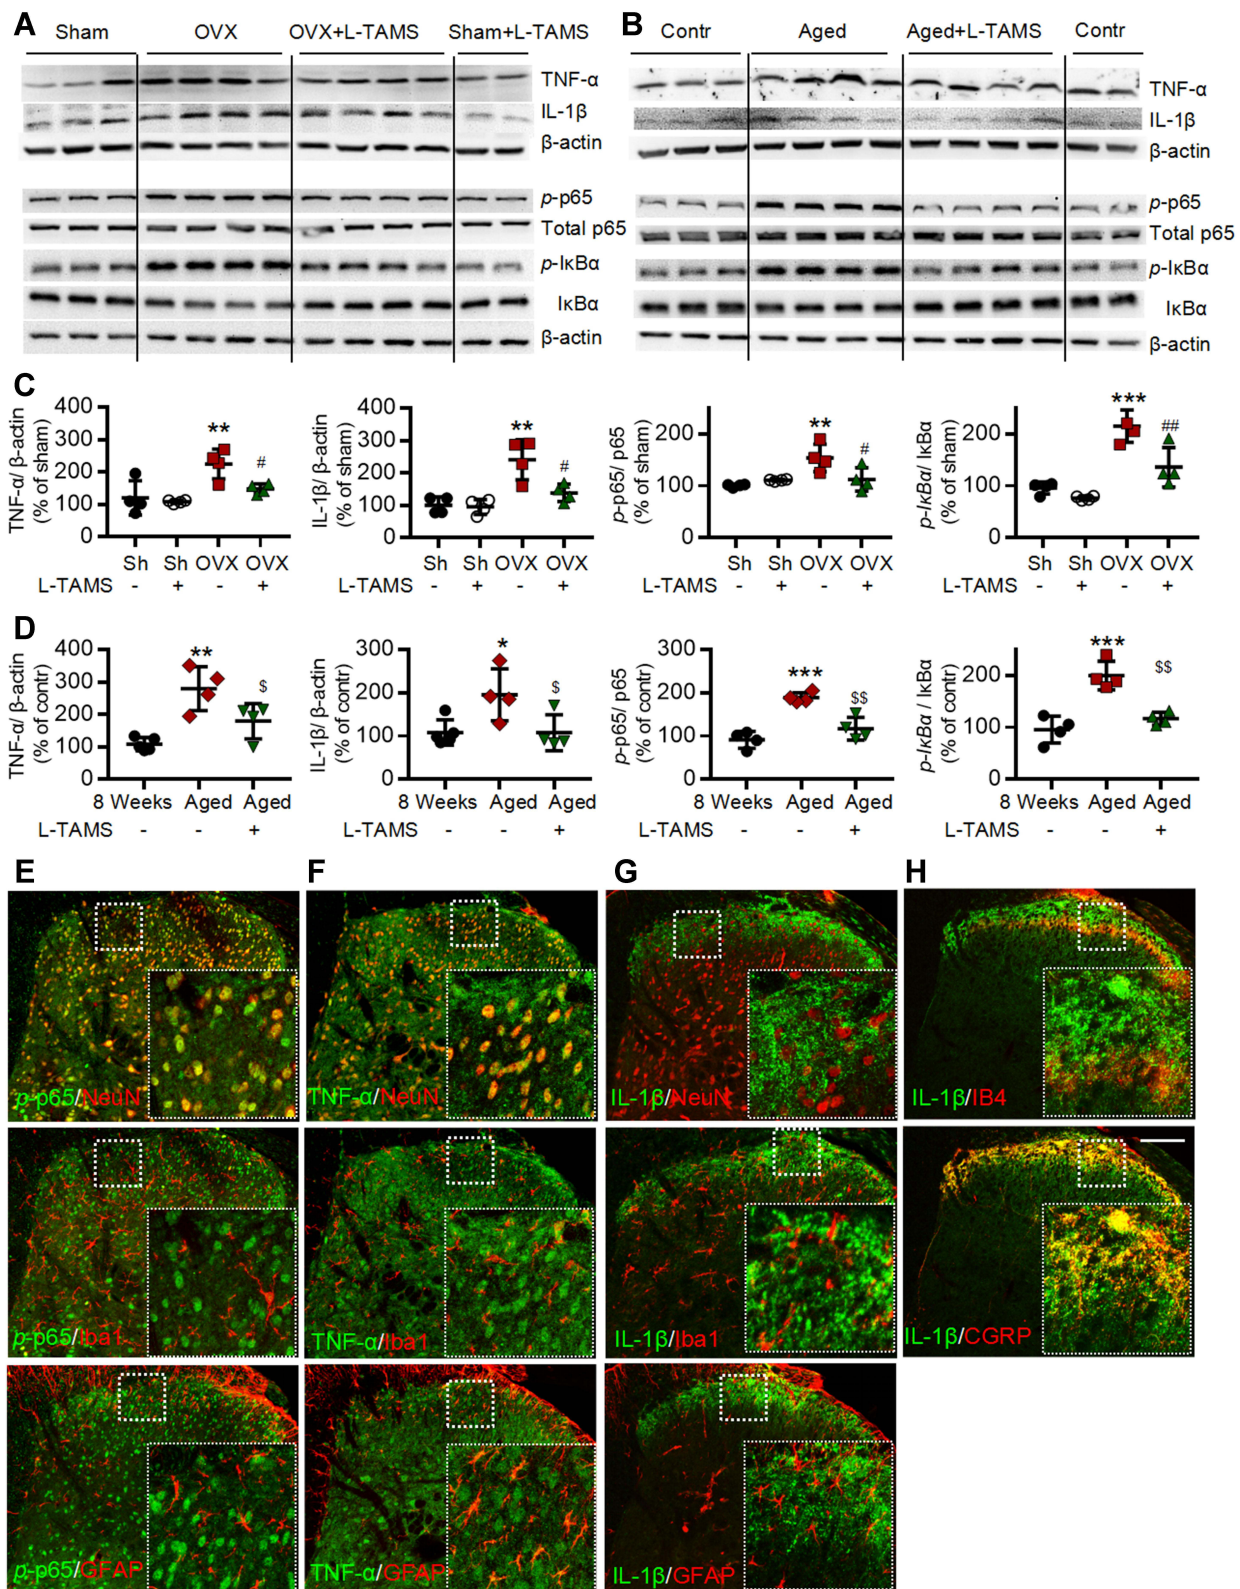 A
Sham OVX OVX+L-TAMS Sham+L-TAMS
TNF-α
IL-1β
β-actin
p-p65
Total p65
p-IκBα
IκBα
β-actin
B
Contr Aged Aged+L-TAMS Contr
TNF-α
IL-1β
β-actin
p-p65
Total p65
p-IκBα
IκBα
β-actin
C
TNF-α/ β-actin
(% of sham)
400
300
200
100
0
**
#
Sh Sh OVX OVX
L-TAMS - + - +
IL-1β/ β-actin
(% of sham)
400
300
200
100
0
**
#
Sh Sh OVX OVX
L-TAMS - + - +
p-p65/ p65
(% of sham)
200
100
0
**
#
Sh Sh OVX OVX
L-TAMS - + - +
p-IκBα/ IκBα
(% of sham)
200
100
0
***
##
Sh Sh OVX OVX
L-TAMS - + - +
D
TNF-α/ β-actin
(% of contr)
400
300
200
100
0
**
$
8 Weeks Aged Aged
L-TAMS - - +
IL-1β/ β-actin
(% of contr)
300
200
100
0
*
$
8 Weeks Aged Aged
L-TAMS - - +
p-p65/ p65
(% of contr)
300
200
100
0
***
$$
8 Weeks Aged Aged
L-TAMS - - +
p-IκBα / IκBα
(% of contr)
200
100
0
***
$$
8 Weeks Aged Aged
L-TAMS - - +
E F G H
p-p65/NeuN
TNF-α/NeuN
IL-1β/NeuN
IL-1β/IB4
p-p65/Iba1
TNF-α/Iba1
IL-1β/Iba1
IL-1β/CGRP
p-p65/GFAP
TNF-α/GFAP
IL-1β/GFAP